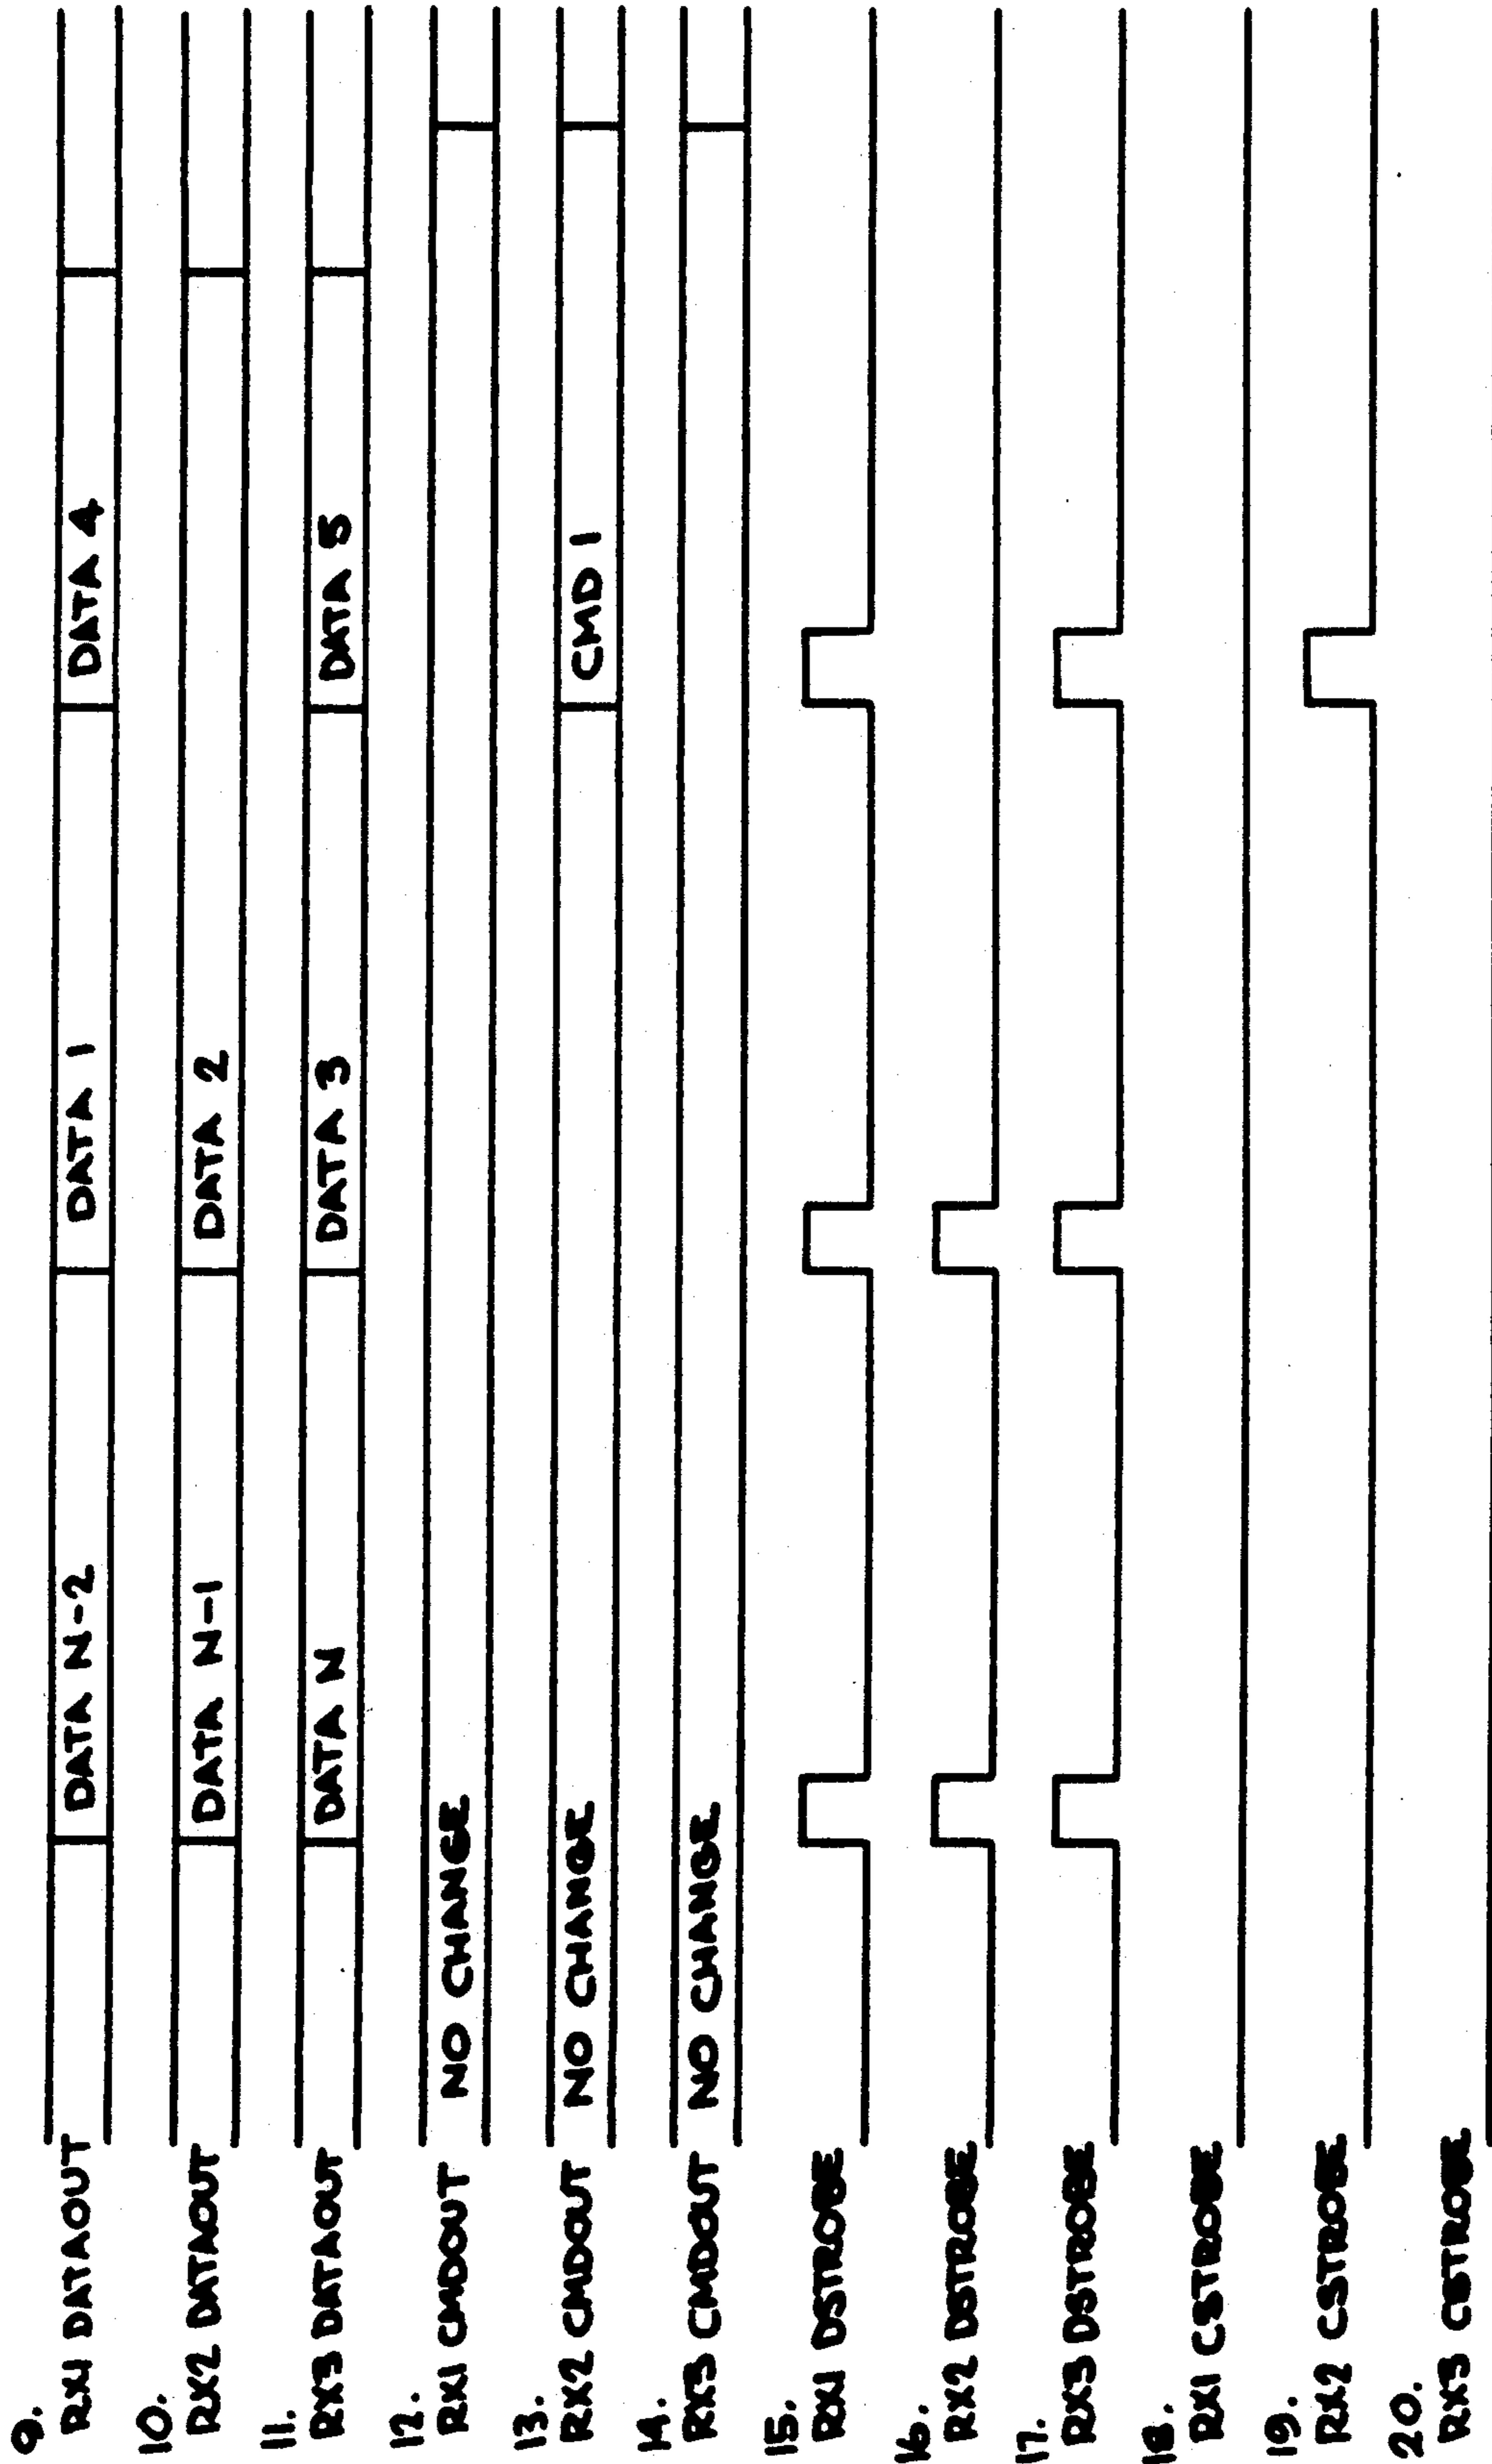 9.
RX1 DATAOUT
DATA N-2
DATA 1
DATA 4
10.
RX2 DATAOUT
DATA N-1
DATA 2
11.
RX3 DATAOUT
DATA N
DATA 3
DATA 5
12.
RX1 CMDOUT
NO CHANGE
13.
RX2 CMDOUT
NO CHANGE
CMD 1
14.
RX3 CMDOUT
NO CHANGE
15.
RX1 DSTROBE
16.
RX2 DSTROBE
17.
RX3 DSTROBE
18.
RX1 CSTROBE
19.
RX2 CSTROBE
20.
RX3 CSTROBE